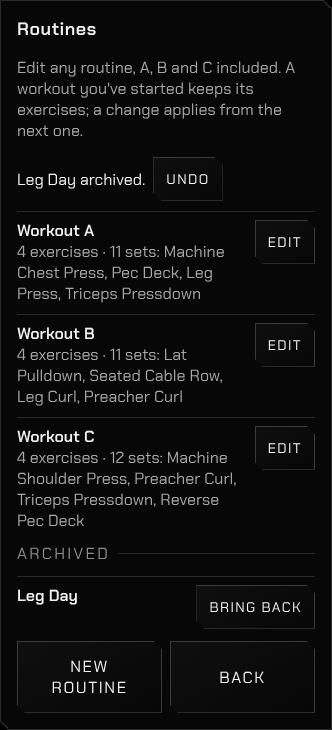 Routines
Edit any routine, A, B and C included. A
workout you've started keeps its
exercises; a change applies from the
next one.
Leg Day archived. UNDO
Workout A
EDIT
4 exercises · 11 sets: Machine
Chest Press, Pec Deck, Leg
Press, Triceps Pressdown
Workout B
EDIT
4 exercises · 11 sets: Lat
Pulldown, Seated Cable Row,
Leg Curl, Preacher Curl
Workout C
EDIT
4 exercises · 12 sets: Machine
Shoulder Press, Preacher Curl,
Triceps Pressdown, Reverse
Pec Deck
ARCHIVED
Leg Day
BRING BACK
NEW
ROUTINE
BACK